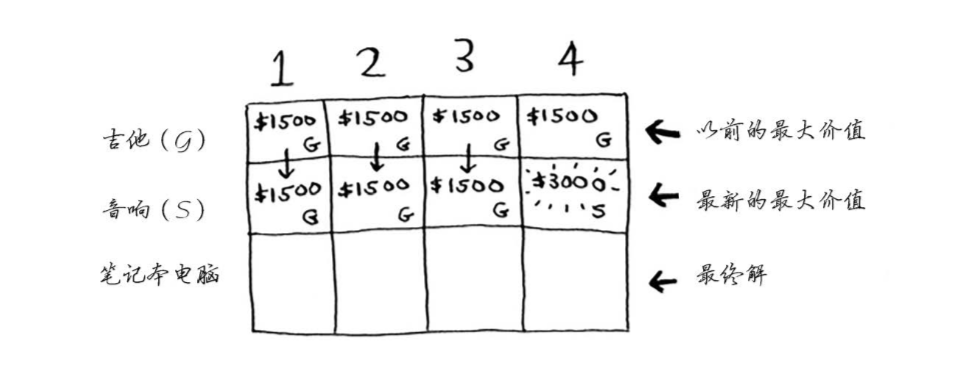 1 2 3 4
吉他（G） $1500 G $1500 G $1500 G $1500 G 以前的最大价值
音响（S） $1500 G $1500 G $1500 G $3000 S 最新的最大价值
笔记本电脑 最终解